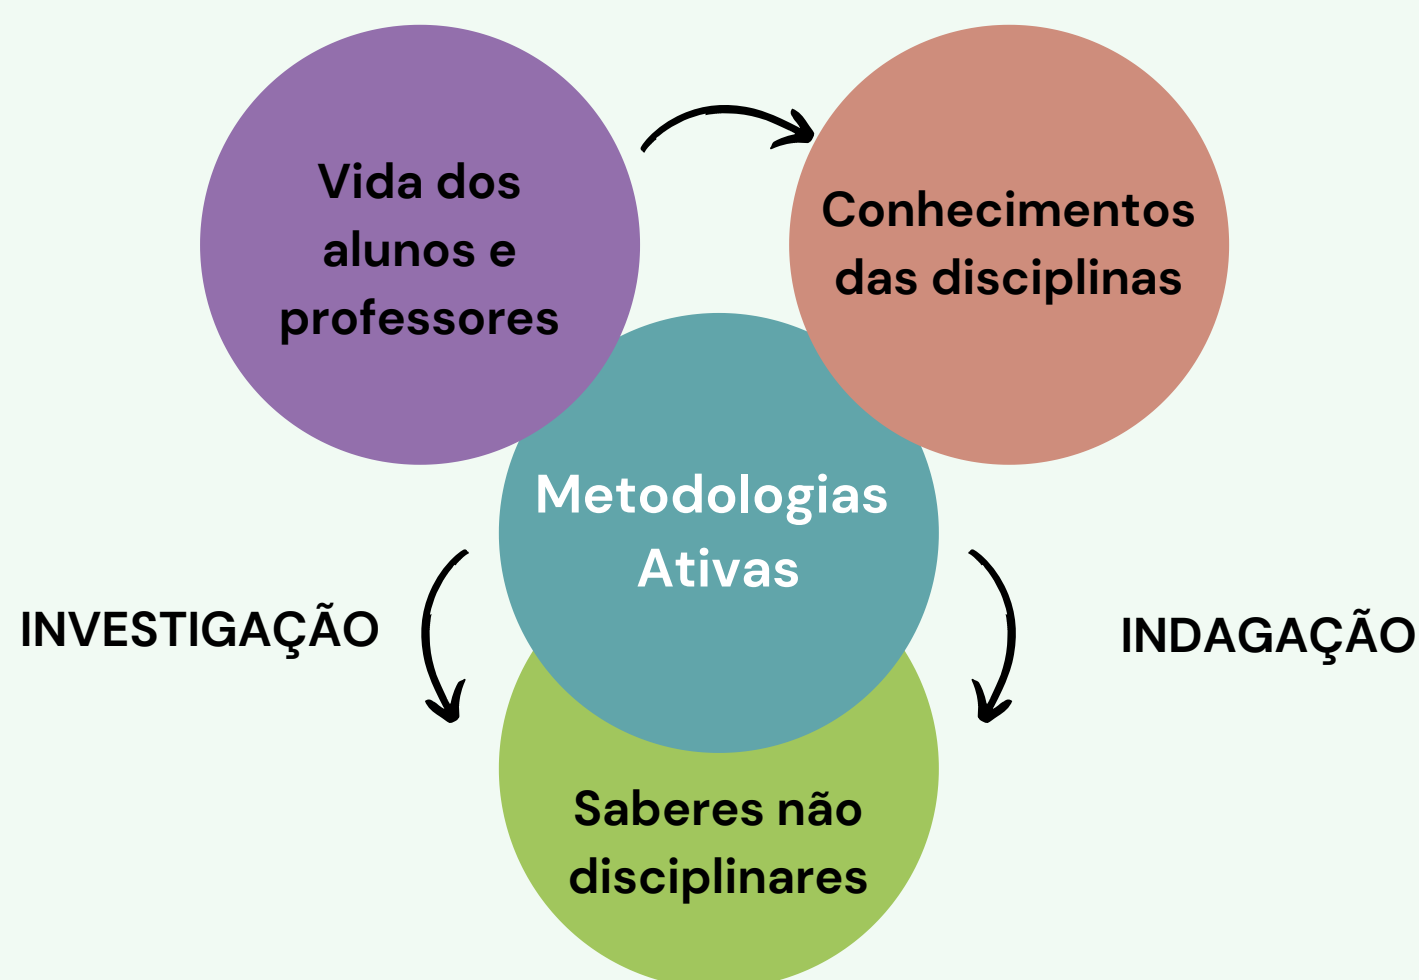 Vida dos
alunos e
professores
Conhecimentos
das disciplinas
Metodologias
Ativas
INVESTIGAÇÃO
INDAGAÇÃO
Saberes não
disciplinares